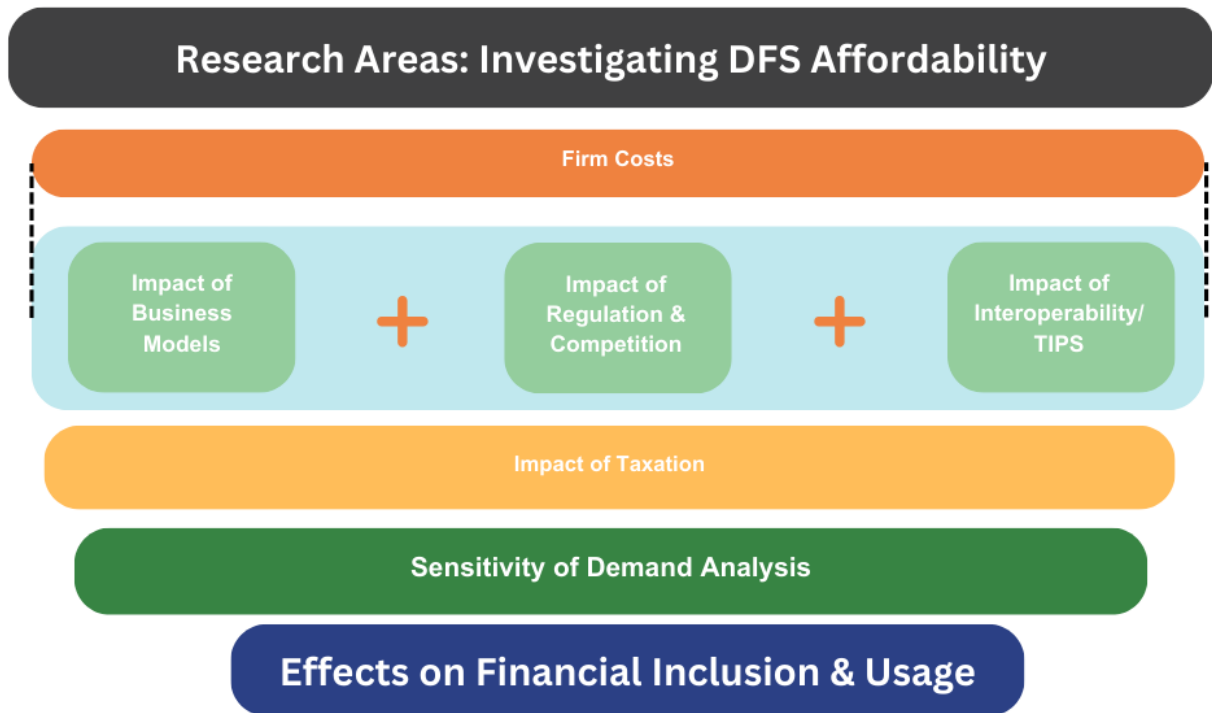 Research Areas: Investigating DFS Affordability
Firm Costs
Impact of
Business
Models
+
Impact of
Regulation &
Competition
+
Impact of
Interoperability/
TIPS
Impact of Taxation
Sensitivity of Demand Analysis
Effects on Financial Inclusion & Usage